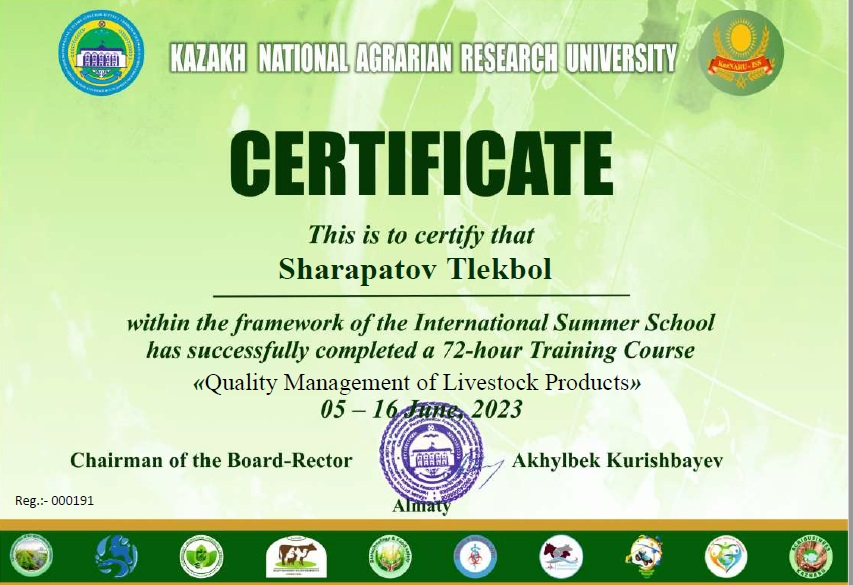 KAZAKH NATIONAL AGRARIAN RESEARCH UNIVERSITY
KazNARU - ISS
CERTIFICATE
This is to certify that
Sharapatov Tlekbol
within the framework of the International Summer School
has successfully completed a 72-hour Training Course
«Quality Management of Livestock Products»
05 – 16 June, 2023
Chairman of the Board-Rector
Akhylbek Kurishbayev
Reg.:- 000191
Almaty